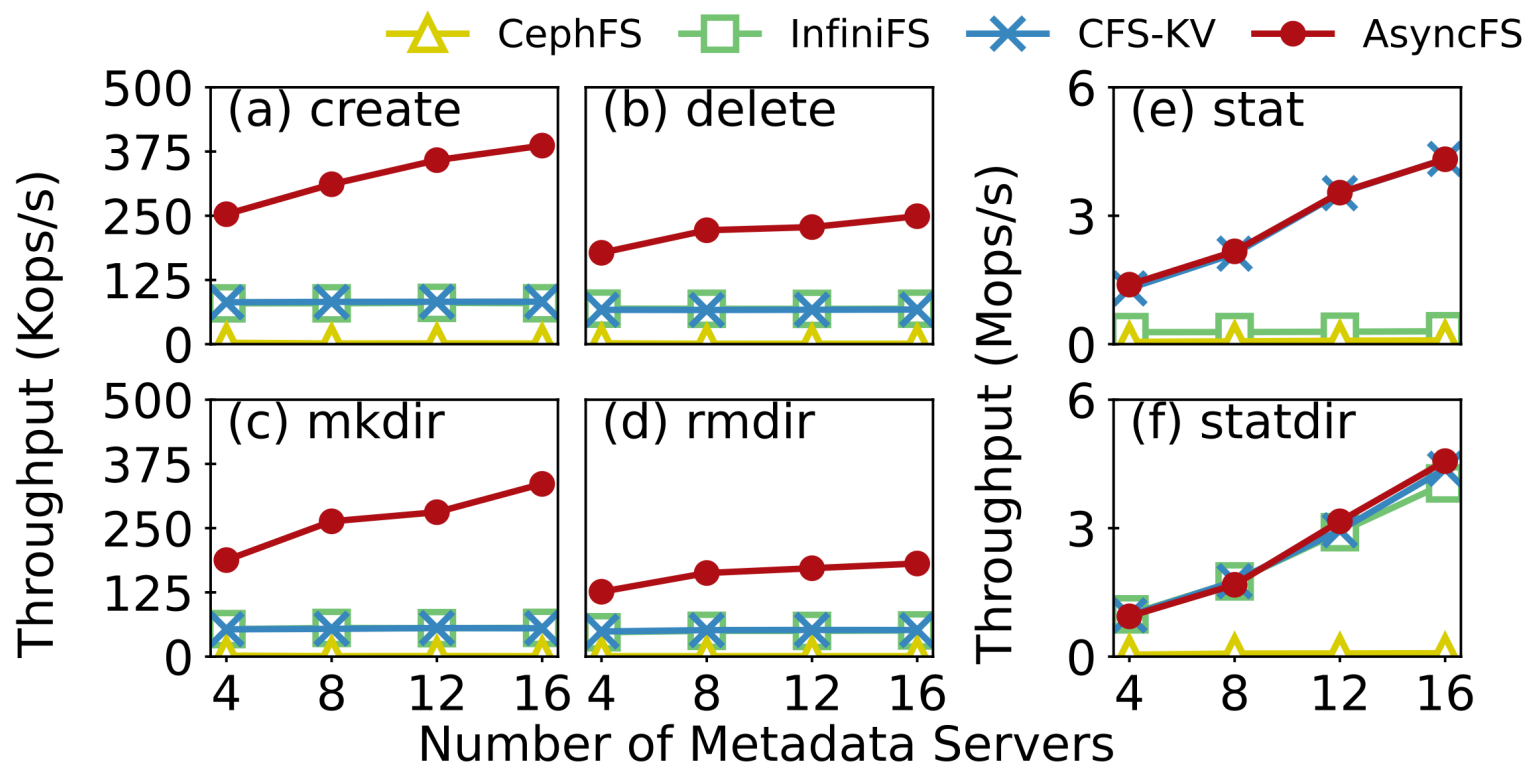 CephFS InfiniFS CFS-KV AsyncFS
Throughput (Kops/s)
500
375
250
125
0
(a) create
(b) delete
500
375
250
125
0
(c) mkdir
4 8 12 16
(d) rmdir
4 8 12 16
Throughput (Mops/s)
6
3
0
(e) stat
6
3
0
(f) statdir
4 8 12 16
Number of Metadata Servers